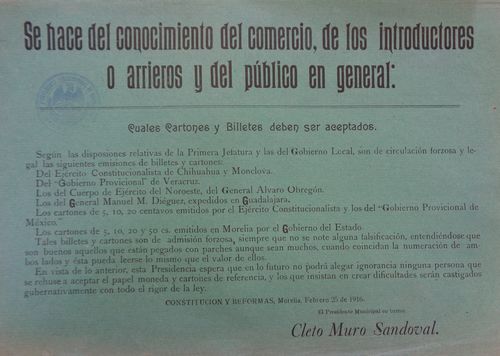 Se hace del conocimiento del comercio, de los introductores
o arrieros y del público en general:
Cuales Cartones y Billetes deben ser aceptados.
Según las disposiciones relativas de la Primera Jefatura y las del Gobierno Local, son de circulación forzosa y le-
gal las siguientes emisiones de billetes y cartones:
Del Ejército Constitucionalista de Chihuahua y Monclova.
Del "Gobierno Provicional" de Veracruz.
Los del Cuerpo de Ejército del Noroeste, del General Alvaro Obregón.
Los del General Manuel M. Diéguez, expedidos en Guadalajara.
Los cartones de 5, 10, 20 centavos emitidos por el Ejército Constitucionalista y los del "Gobierno Provicional de
México."
Los cartones de 5, 10, 20 y 50 cs. emitidos en Morelia por el Gobierno del Estado
Tales billetes y cartones son de admisión forzosa, siempre que no se note alguna falsificación, entendiéndose que
son buenos aquellos que estén pegados con parches aunque sean muchos, cuando coincidan la numeración de am-
bos lados y ésta pueda leerse lo mismo que el valor de ellos.
En vista de lo anterior, esta Presidencia espera que en lo futuro no podrá alegar ignorancia ninguna persona que
se rehuse a aceptar el papel moneda y cartones de referencia, y los que insistan en crear dificultades serán castigados
gubernativamente con todo el rigor de la ley.
CONSTITUCION Y REFORMAS, Morelia, Febrero 25 de 1916.
El Presidente Municipal en turno,
Cleto Muro Sandoval.